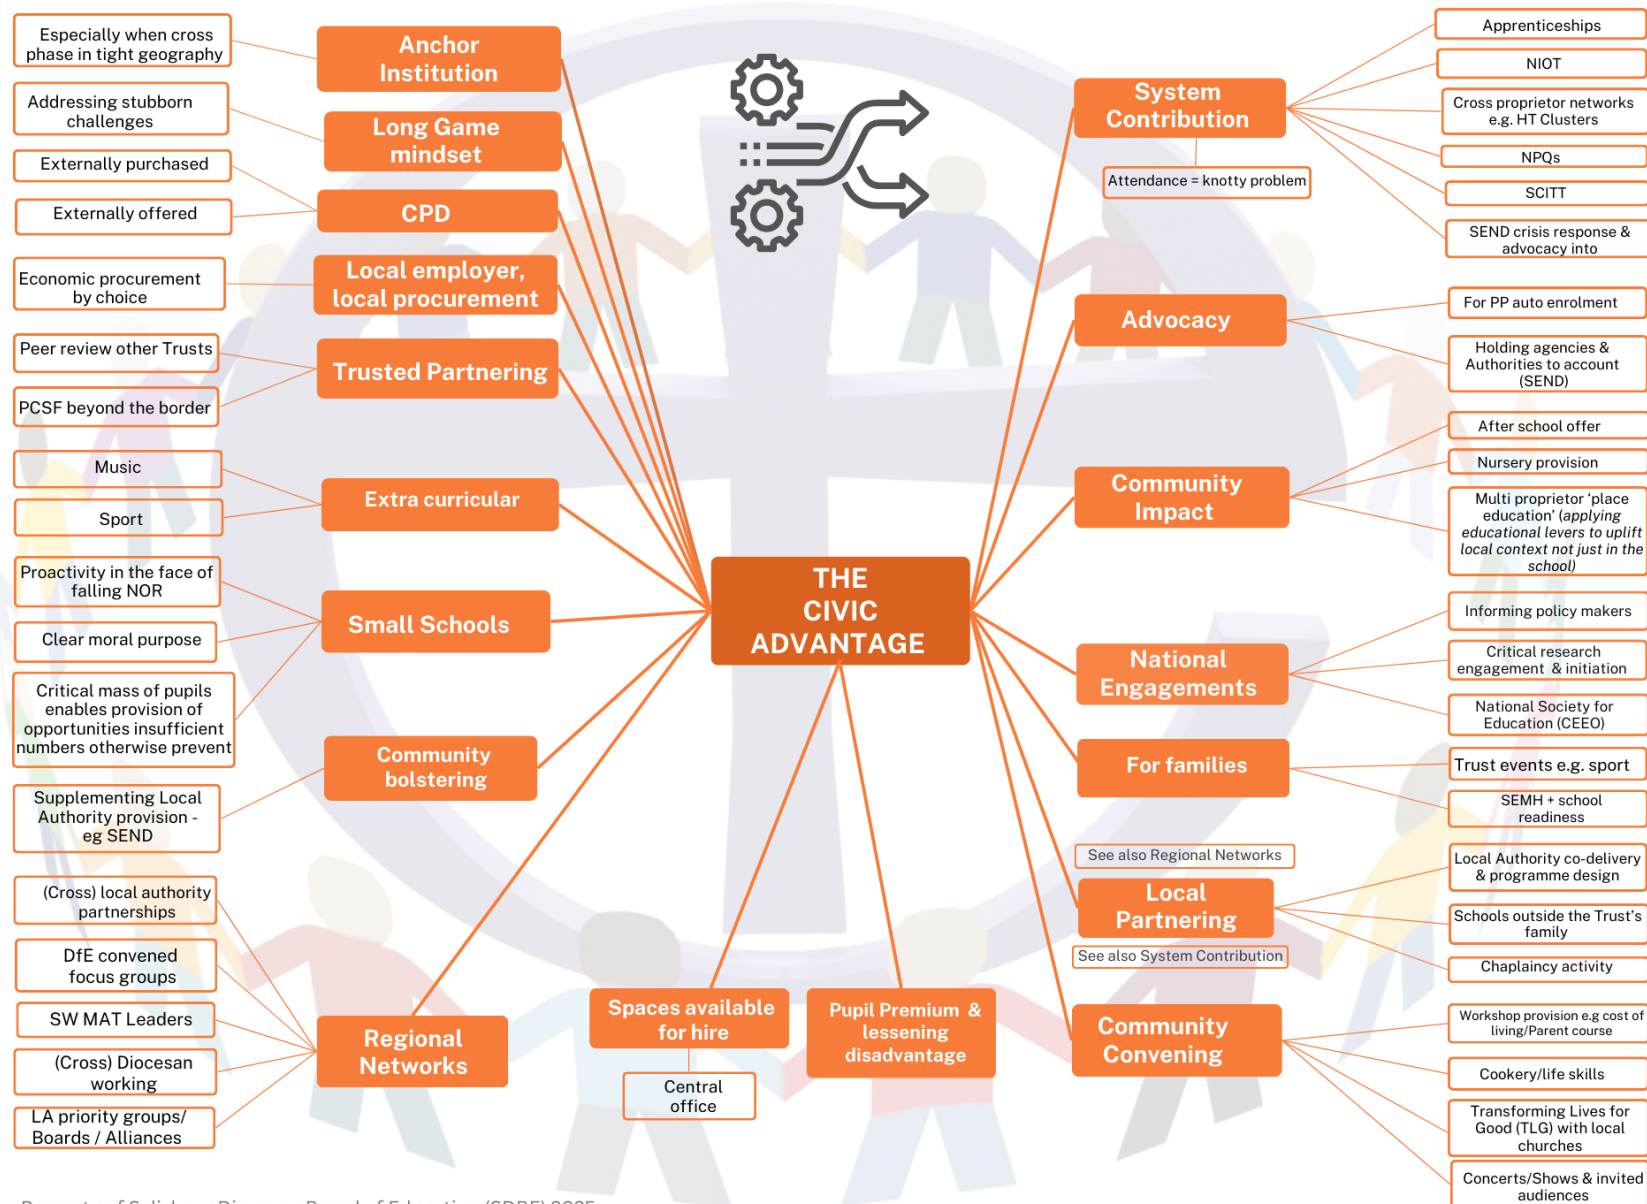 Especially when cross
phase in tight geography
Anchor
Institution
Addressing stubborn
challenges
Long Game
mindset
Externally purchased
Externally offered
CPD
Economic procurement
by choice
Local employer,
local procurement
Peer review other Trusts
PCSF beyond the border
Trusted Partnering
Music
Sport
Extra curricular
Proactivity in the face of
falling NOR
Clear moral purpose
Critical mass of pupils
enables provision of
opportunities insufficient
numbers otherwise prevent
Small Schools
Supplementing Local
Authority provision -
eg SEND
Community
bolstering
(Cross) local authority
partnerships
DfE convened
focus groups
SW MAT Leaders
(Cross) Diocesan
working
LA priority groups/
Boards / Alliances
Regional
Networks
THE
CIVIC
ADVANTAGE
Spaces available
for hire
Central
office
Pupil Premium &
lessening
disadvantage
System
Contribution
Attendance = knotty problem
Apprenticeships
NIOT
Cross proprietor networks
e.g. HT Clusters
NPQs
SCITT
SEND crisis response &
advocacy into
Advocacy
For PP auto enrolment
Holding agencies &
Authorities to account
(SEND)
Community
Impact
After school offer
Nursery provision
Multi proprietor ‘place
education’ (applying
educational levers to uplift
local context not just in the
school)
National
Engagements
Informing policy makers
Critical research
engagement & initiation
National Society for
Education (CEEO)
For families
Trust events e.g. sport
SEMH + school
readiness
See also Regional Networks
Local
Partnering
See also System Contribution
Local Authority co-delivery
& programme design
Schools outside the Trust’s
family
Chaplaincy activity
Community
Convening
Workshop provision e.g cost of
living/Parent course
Cookery/life skills
Transforming Lives for
Good (TLG) with local
churches
Concerts/Shows & invited
audiences
Property of Salisbury Diocesan Board of Education (SDBE) 2025